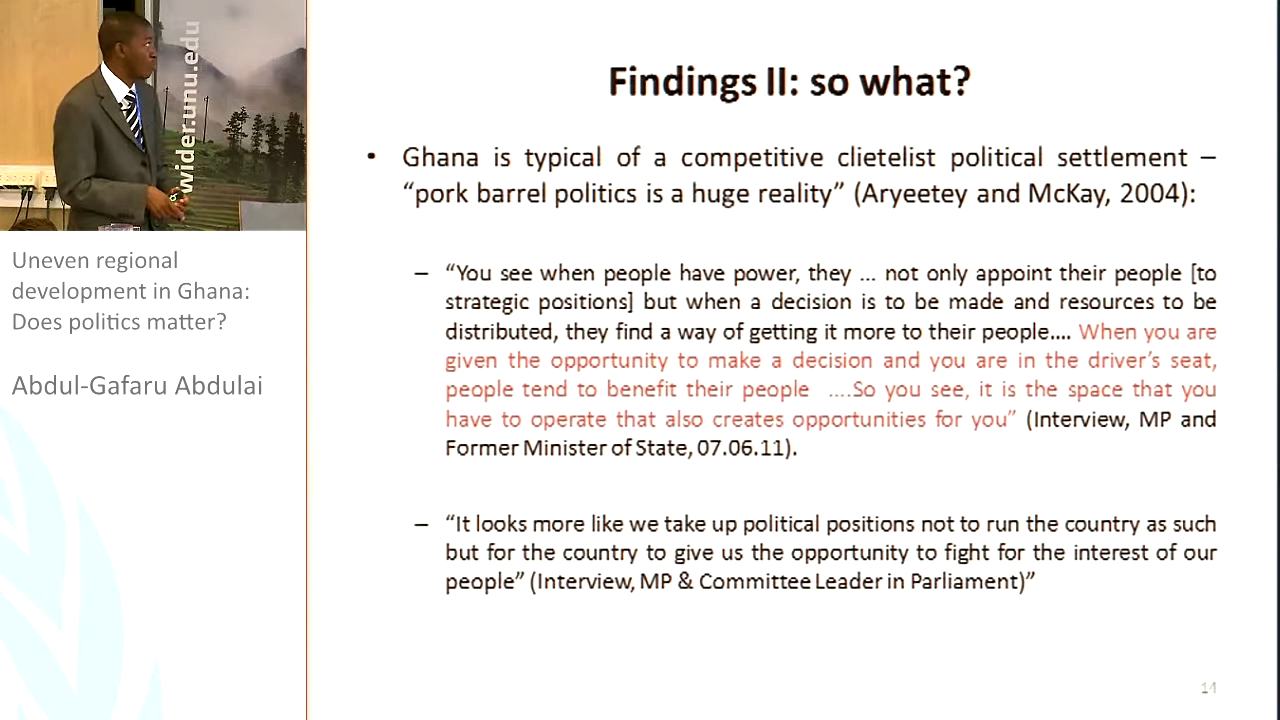 wider.unu.edu
Uneven regional
development in Ghana:
Does politics matter?
Abdul-Gafaru Abdulai
Findings II: so what?
• Ghana is typical of a competitive clietelist political settlement –
“pork barrel politics is a huge reality” (Aryeetey and McKay, 2004):
– “You see when people have power, they ... not only appoint their people [to
strategic positions] but when a decision is to be made and resources to be
distributed, they find a way of getting it more to their people.... When you are
given the opportunity to make a decision and you are in the driver’s seat,
people tend to benefit their people ....So you see, it is the space that you
have to operate that also creates opportunities for you” (Interview, MP and
Former Minister of State, 07.06.11).
– “It looks more like we take up political positions not to run the country as such
but for the country to give us the opportunity to fight for the interest of our
people” (Interview, MP & Committee Leader in Parliament)”
14